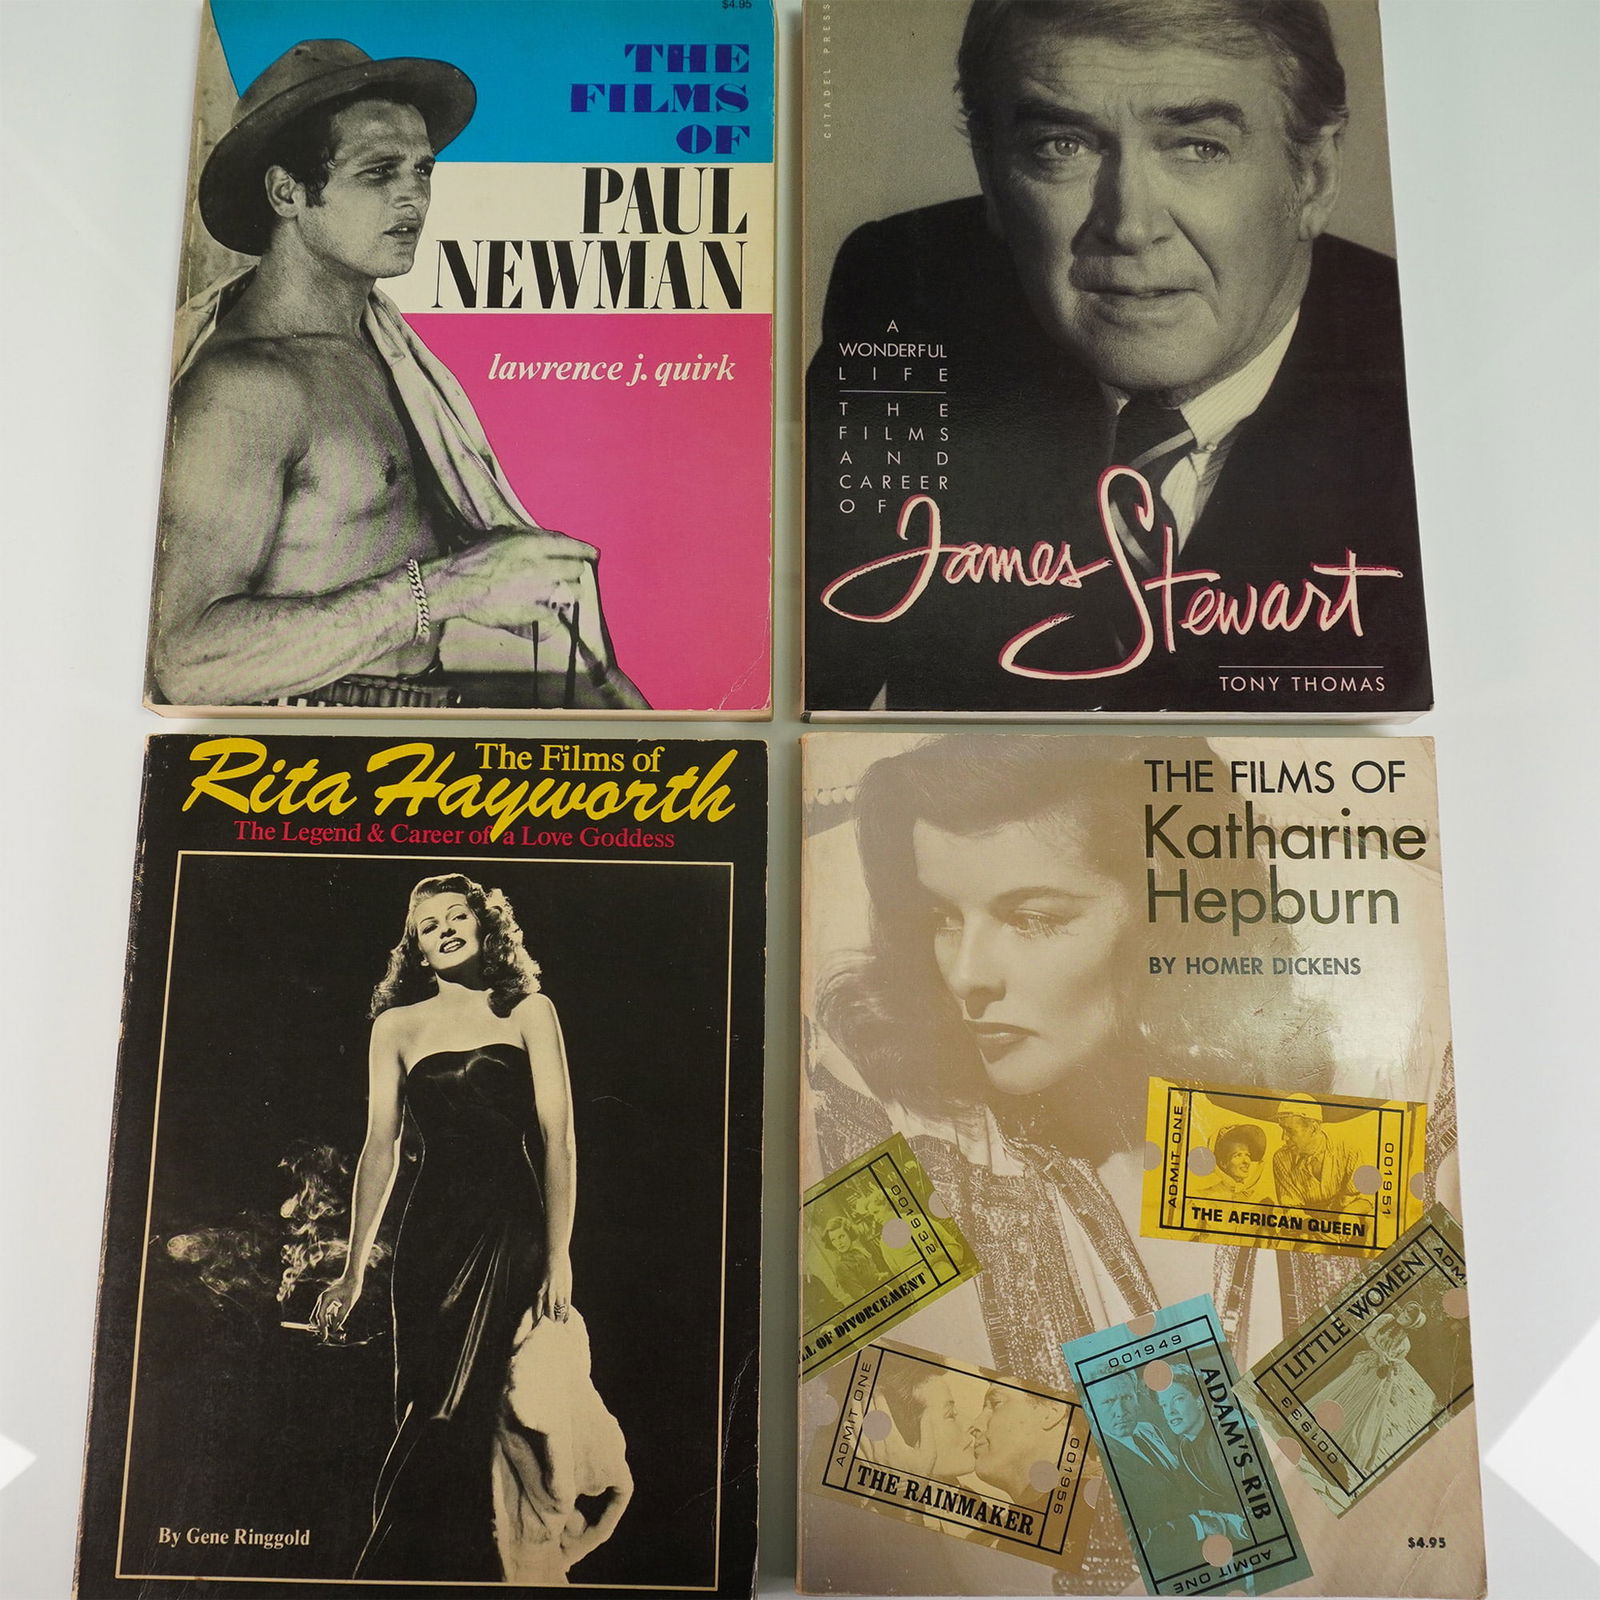 $4.95
THE
FILMS
OF
PAUL
NEWMAN
lawrence j. quirk
CITADEL PRESS
A
WONDERFUL
LIFE
THE
FILMS
AND
CAREER
OF
James Stewart
TONY THOMAS
The Films of
Rita Hayworth
The Legend & Career of a Love Goddess
By Gene Ringgold
THE FILMS OF
Katharine
Hepburn
BY HOMER DICKENS
ADMIT ONE
001951
THE AFRICAN QUEEN
001932
LL OF DIVORCEMENT
ADM
LITTLE WOMEN
001933
001949
ADAM'S RIB
ADMIT ONE
ADMIT ONE
001956
THE RAINMAKER
$4.95